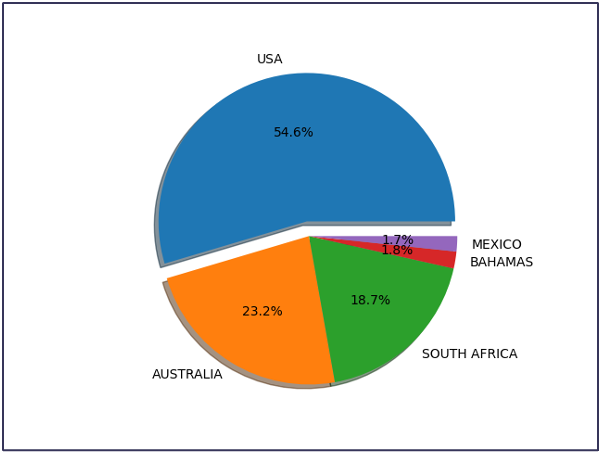 USA
54.6%
1.7%
MEXICO
1.8%
BAHAMAS
18.7%
23.2%
SOUTH AFRICA
AUSTRALIA